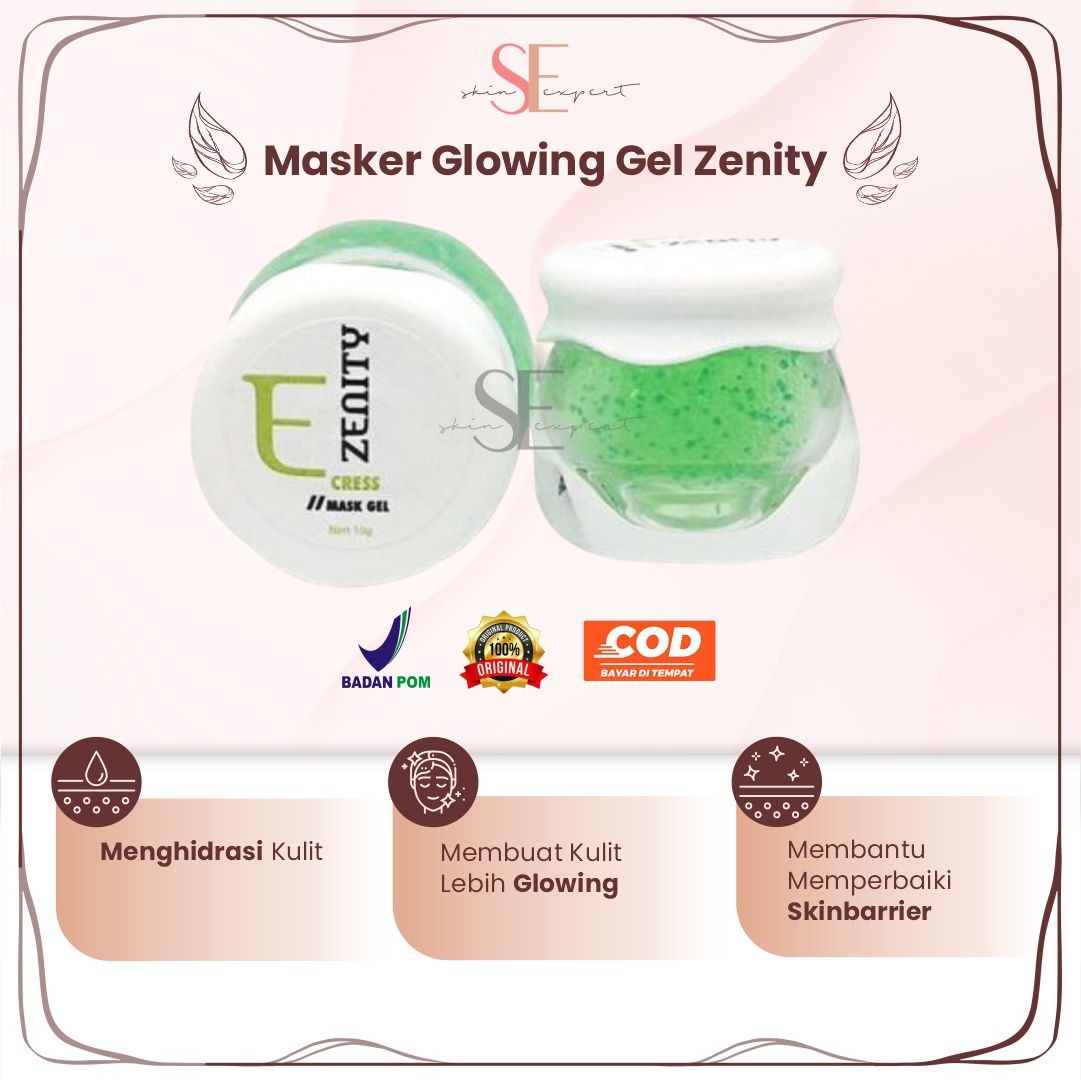 SE
skin expert
Masker Glowing Gel Zenity
E ZENITY
CRESS
// MASK GEL
Nett 10g
SE
skin expert
BADAN POM
ORIGINAL PRODUCT
100%
ORIGINAL
COD
BAYAR DI TEMPAT
Menghidrasi Kulit
Membuat Kulit
Lebih Glowing
Membantu
Memperbaiki
Skinbarrier